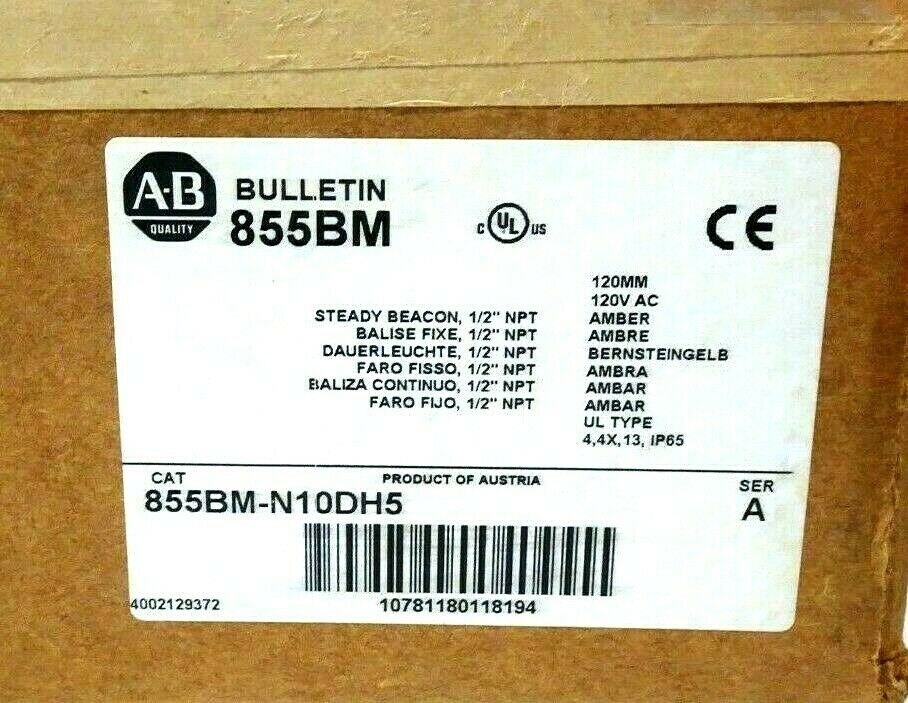 A-B
QUALITY
BULLETIN
855BM
C UL US
CE
120MM
120V AC
STEADY BEACON, 1/2" NPT AMBER
BALISE FIXE, 1/2" NPT AMBRE
DAUERLEUCHTE, 1/2" NPT BERNSTEINGELB
FARO FISSO, 1/2" NPT AMBRA
BALIZA CONTINUO, 1/2" NPT AMBAR
FARO FIJO, 1/2" NPT AMBAR
UL TYPE
4,4X,13, IP65
CAT PRODUCT OF AUSTRIA SER
855BM-N10DH5 A
4002129372 10781180118194